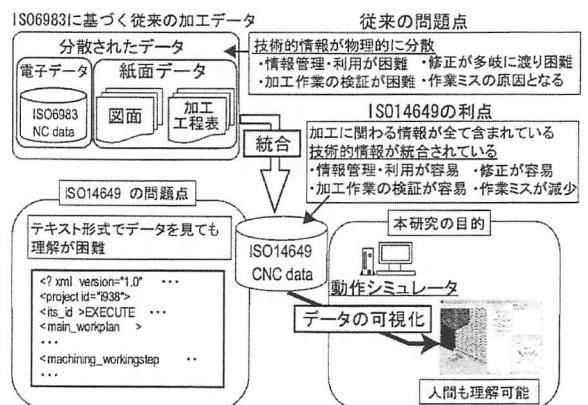 ISO6983に基づく従来の加工データ
分散されたデータ
電子データ
紙面データ
ISO6983
NC data
図面
加工
工程表
従来の問題点
技術的情報が物理的に分散
・情報管理・利用が困難 ・修正が多岐に渡り困難
・加工作業の検証が困難 ・作業ミスの原因となる
統合
ISO14649の利点
加工に関わる情報が全て含まれている
技術的情報が統合されている
・情報管理・利用が容易 ・修正が容易
・加工作業の検証が容易 ・作業ミスが減少
ISO14649 の問題点
テキスト形式でデータを見ても
理解が困難
<? xml version="1.0" ・・・
<project id="i938">
<its_id >EXECUTE ・・・
<main_workplan >
・・・
<machining_workingstep ・・
・・・
ISO14649
CNC data
本研究の目的
動作シミュレータ
データの可視化
人間も理解可能